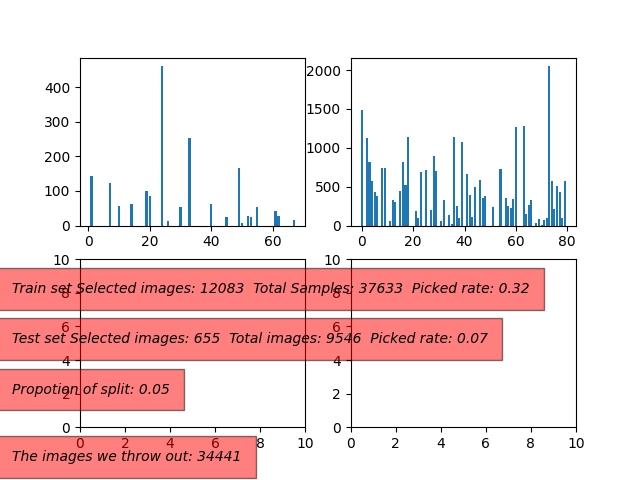 400
300
200
100
0
0 20 40 60
2000
1500
1000
500
0
0 20 40 60 80
10
8
6
4
2
0
0 2 4 6 8 10
10
8
6
4
2
0
0 2 4 6 8 10
Train set Selected images: 12083 Total Samples: 37633 Picked rate: 0.32
Test set Selected images: 655 Total images: 9546 Picked rate: 0.07
Propotion of split: 0.05
The images we throw out: 34441